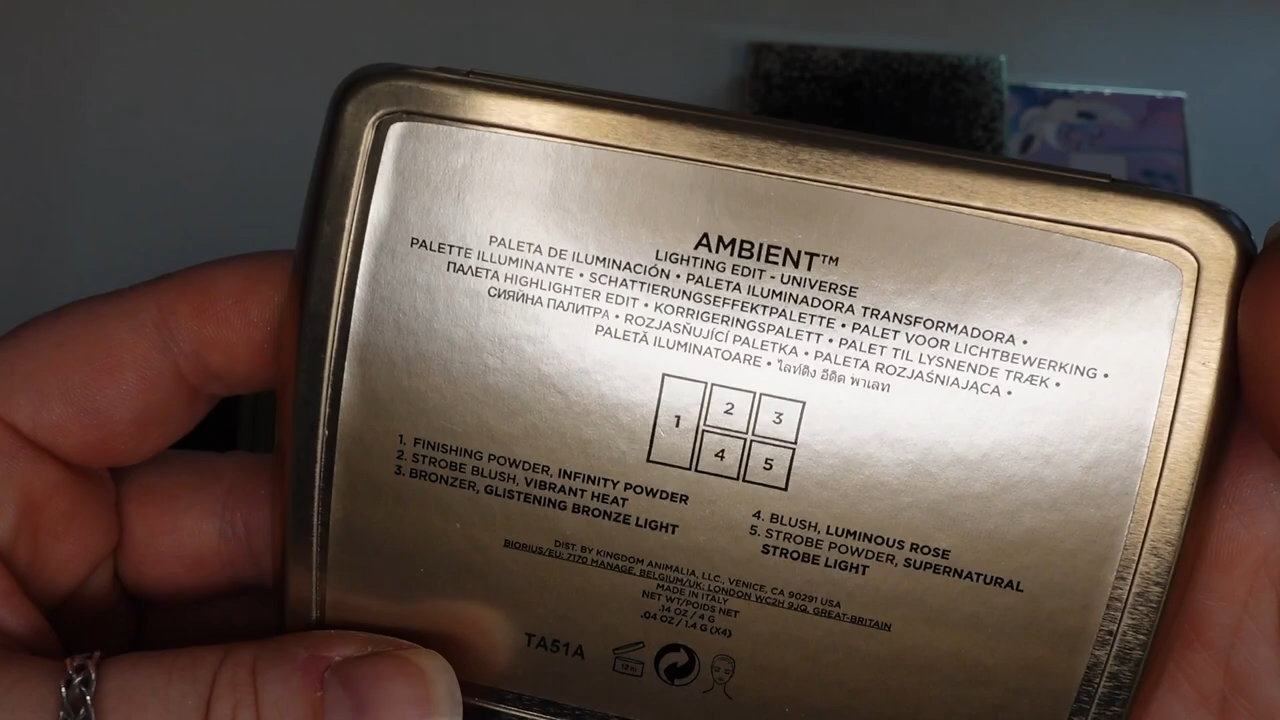 AMBIENT™
LIGHTING EDIT - UNIVERSE
PALETA DE ILUMINACIÓN • PALETA ILUMINADORA TRANSFORMADORA •
PALETTE ILLUMINANTE • SCHATTIERUNGSEFFEKTPALETTE • PALET VOOR LICHTBEWERKING •
ПАЛЕТА HIGHLIGHTER EDIT • KORRIGERINGSPALETT • PALET TIL LYSNENDE TRÆK •
СИЯЙНА ПАЛИТРА • ROZJASŇUJÍCÍ PALETKA • PALETA ROZJAŚNIAJĄCA •
PALETĂ ILUMINATOARE • ไลท์ติง อีดิต พาเลท
1
2
3
4
5
1. FINISHING POWDER, INFINITY POWDER
2. STROBE BLUSH, VIBRANT HEAT
3. BRONZER, GLISTENING BRONZE LIGHT
4. BLUSH, LUMINOUS ROSE
5. STROBE POWDER, SUPERNATURAL
STROBE LIGHT
DIST. BY KINGDOM ANIMALIA, LLC., VENICE, CA 90291 USA
BIORIUS/EU; 7170 MANAGE, BELGIUM/UK; LONDON WC2H 9JQ, GREAT-BRITAIN
MADE IN ITALY
NET WT/POIDS NET
.14 OZ / 4 G
.04 OZ / 1.4 G (X4)
TA51A
12 m